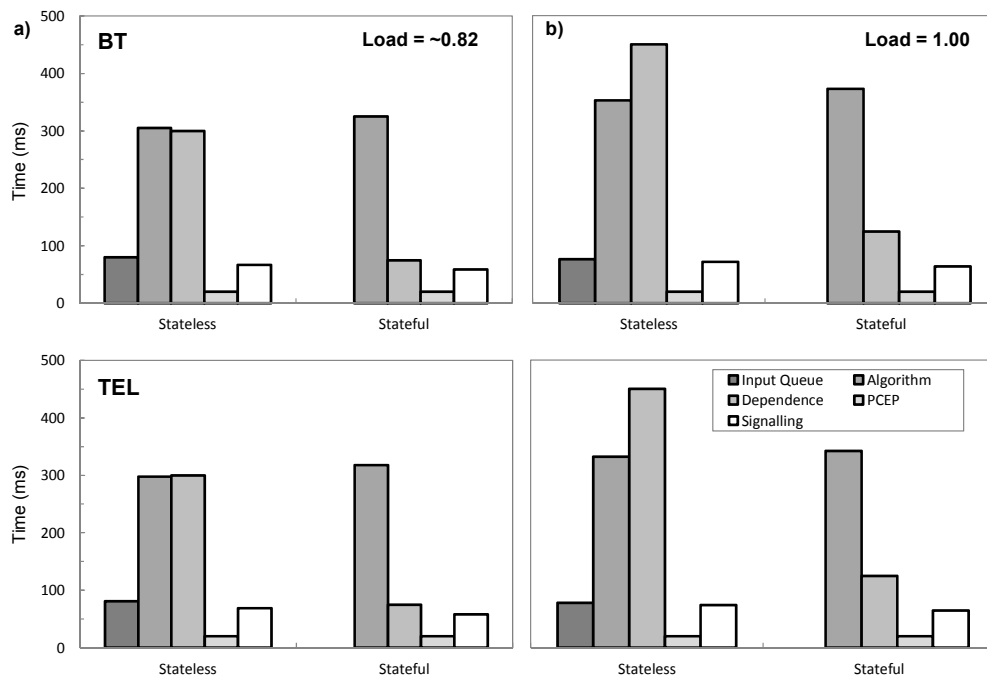 a)
BT
Load = ~0.82
b)
Load = 1.00
Time (ms)
500
400
300
200
100
0
Stateless
Stateful
Stateless
Stateful
TEL
Time (ms)
500
400
300
200
100
0
Stateless
Stateful
Input Queue
Algorithm
Dependence
PCEP
Signalling
Stateless
Stateful